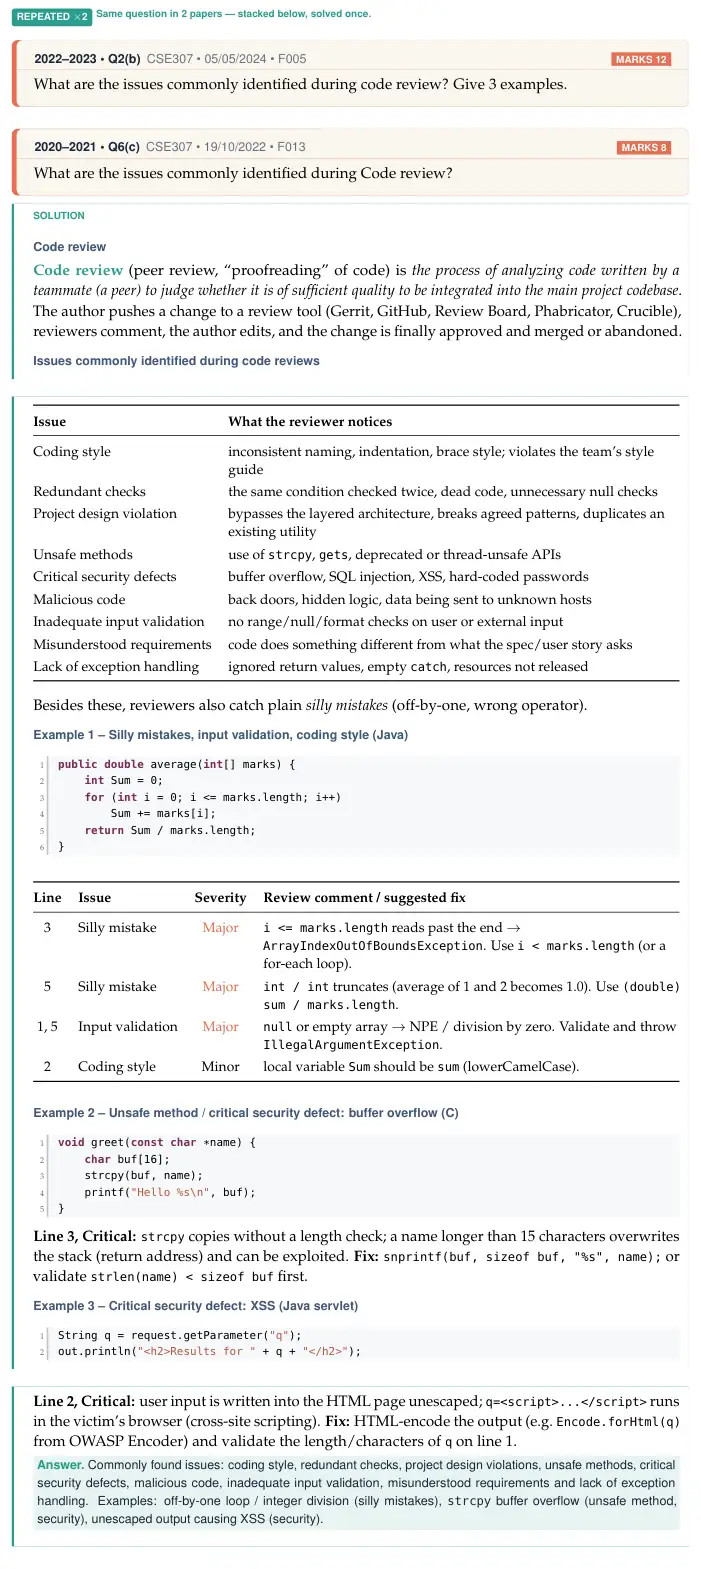 REPEATED ×2 Same question in 2 papers — stacked below, solved once.
2022–2023 • Q2(b) CSE307 • 05/05/2024 • F005 MARKS 12
What are the issues commonly identified during code review? Give 3 examples.
2020–2021 • Q6(c) CSE307 • 19/10/2022 • F013 MARKS 8
What are the issues commonly identified during Code review?
SOLUTION
Code review
Code review (peer review, “proofreading” of code) is the process of analyzing code written by a
teammate (a peer) to judge whether it is of sufficient quality to be integrated into the main project codebase.
The author pushes a change to a review tool (Gerrit, GitHub, Review Board, Phabricator, Crucible),
reviewers comment, the author edits, and the change is finally approved and merged or abandoned.
Issues commonly identified during code reviews
Issue What the reviewer notices
Coding style inconsistent naming, indentation, brace style; violates the team’s style
guide
Redundant checks the same condition checked twice, dead code, unnecessary null checks
Project design violation bypasses the layered architecture, breaks agreed patterns, duplicates an
existing utility
Unsafe methods use of strcpy, gets, deprecated or thread-unsafe APIs
Critical security defects buffer overflow, SQL injection, XSS, hard-coded passwords
Malicious code back doors, hidden logic, data being sent to unknown hosts
Inadequate input validation no range/null/format checks on user or external input
Misunderstood requirements code does something different from what the spec/user story asks
Lack of exception handling ignored return values, empty catch, resources not released
Besides these, reviewers also catch plain silly mistakes (off-by-one, wrong operator).
Example 1 – Silly mistakes, input validation, coding style (Java)
1 public double average(int[] marks) {
2 int Sum = 0;
3 for (int i = 0; i <= marks.length; i++)
4 Sum += marks[i];
5 return Sum / marks.length;
6 }
Line Issue Severity Review comment / suggested fix
3 Silly mistake Major i <= marks.length reads past the end →
ArrayIndexOutOfBoundsException. Use i < marks.length (or a
for-each loop).
5 Silly mistake Major int / int truncates (average of 1 and 2 becomes 1.0). Use (double)
sum / marks.length.
1, 5 Input validation Major null or empty array → NPE / division by zero. Validate and throw
IllegalArgumentException.
2 Coding style Minor local variable Sum should be sum (lowerCamelCase).
Example 2 – Unsafe method / critical security defect: buffer overflow (C)
1 void greet(const char *name) {
2 char buf[16];
3 strcpy(buf, name);
4 printf("Hello %s\n", buf);
5 }
Line 3, Critical: strcpy copies without a length check; a name longer than 15 characters overwrites
the stack (return address) and can be exploited. Fix: snprintf(buf, sizeof buf, "%s", name); or
validate strlen(name) < sizeof buf first.
Example 3 – Critical security defect: XSS (Java servlet)
1 String q = request.getParameter("q");
2 out.println("<h2>Results for " + q + "</h2>");
Line 2, Critical: user input is written into the HTML page unescaped; q=<script>...</script> runs
in the victim’s browser (cross-site scripting). Fix: HTML-encode the output (e.g. Encode.forHtml(q)
from OWASP Encoder) and validate the length/characters of q on line 1.
Answer. Commonly found issues: coding style, redundant checks, project design violations, unsafe methods, critical
security defects, malicious code, inadequate input validation, misunderstood requirements and lack of exception
handling. Examples: off-by-one loop / integer division (silly mistakes), strcpy buffer overflow (unsafe method,
security), unescaped output causing XSS (security).